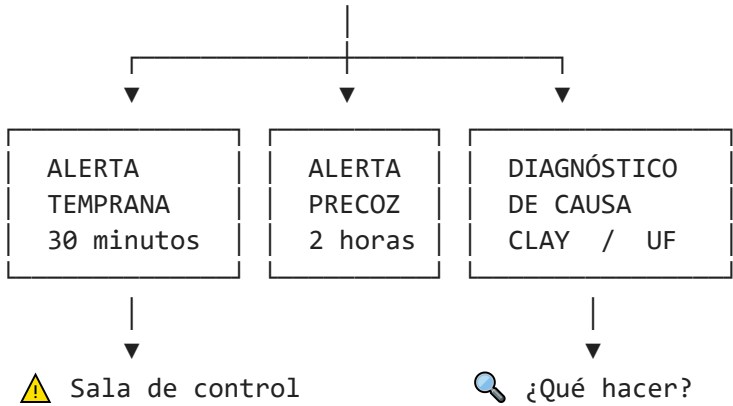 ALERTA
TEMPRANA
30 minutos
ALERTA
PRECOZ
2 horas
DIAGNÓSTICO
DE CAUSA
CLAY / UF
Sala de control
¿Qué hacer?